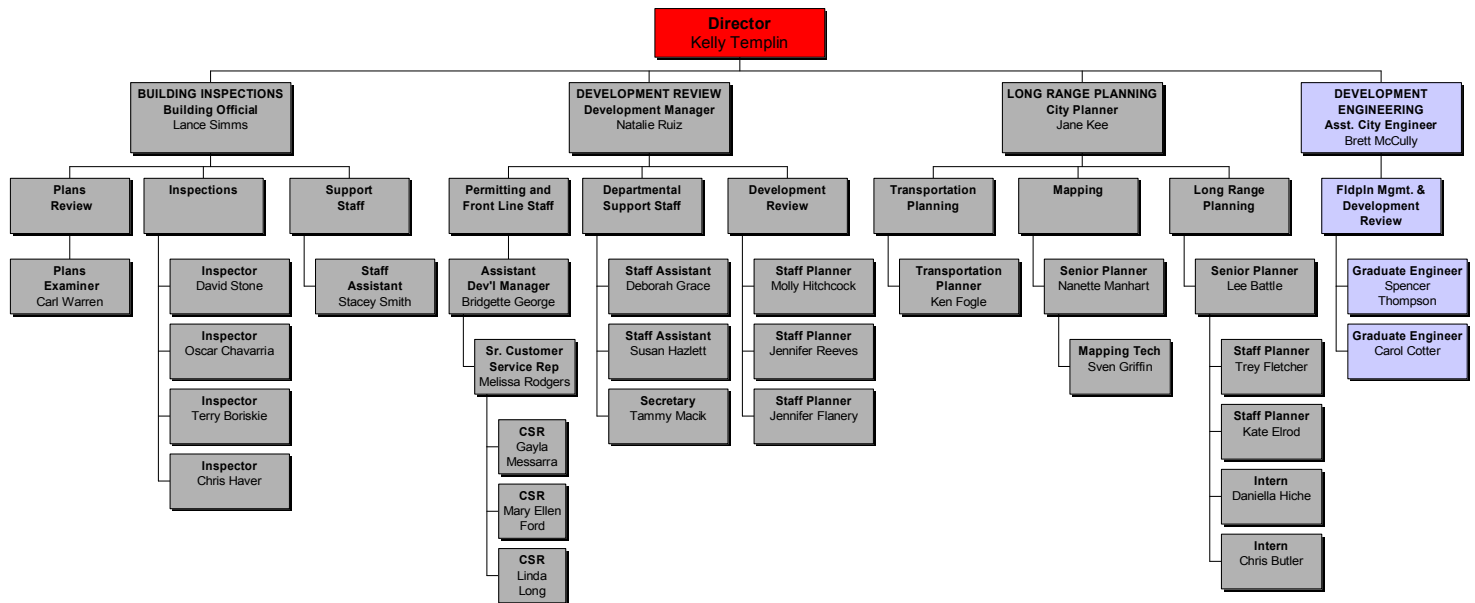 Director
Kelly Templin
BUILDING INSPECTIONS
Building Official
Lance Simms
DEVELOPMENT REVIEW
Development Manager
Natalie Ruiz
LONG RANGE PLANNING
City Planner
Jane Kee
DEVELOPMENT
ENGINEERING
Asst. City Engineer
Brett McCully
Plans
Review
Inspections
Support
Staff
Permitting and
Front Line Staff
Departmental
Support Staff
Development
Review
Transportation
Planning
Mapping
Long Range
Planning
Fldpln Mgmt. &
Development
Review
Plans
Examiner
Carl Warren
Inspector
David Stone
Inspector
Oscar Chavarria
Inspector
Terry Boriskie
Inspector
Chris Haver
Staff
Assistant
Stacey Smith
Assistant
Dev'l Manager
Bridgette George
Sr. Customer
Service Rep
Melissa Rodgers
CSR
Gayla
Messarra
CSR
Mary Ellen
Ford
CSR
Linda
Long
Staff Assistant
Deborah Grace
Staff Assistant
Susan Hazlett
Secretary
Tammy Macik
Staff Planner
Molly Hitchcock
Staff Planner
Jennifer Reeves
Staff Planner
Jennifer Flanery
Transportation
Planner
Ken Fogle
Senior Planner
Nanette Manhart
Mapping Tech
Sven Griffin
Senior Planner
Lee Battle
Staff Planner
Trey Fletcher
Staff Planner
Kate Elrod
Intern
Daniella Hiche
Intern
Chris Butler
Graduate Engineer
Spencer
Thompson
Graduate Engineer
Carol Cotter